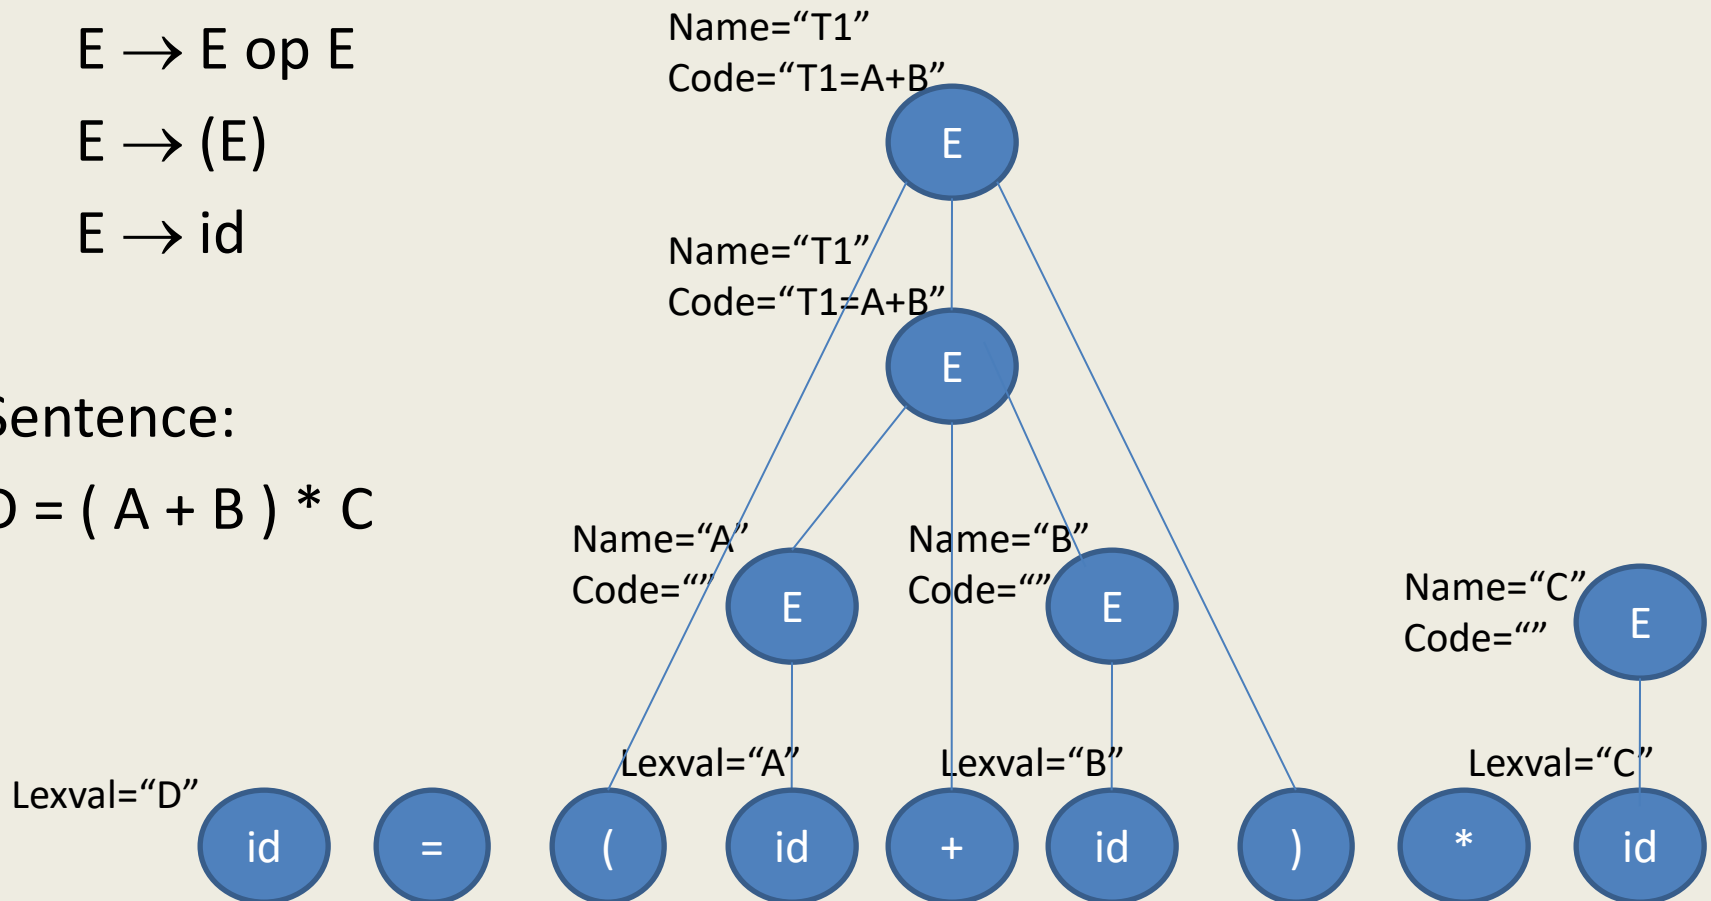 E → E op E
E → (E)
E → id
Sentence:
D = ( A + B ) * C
Name=“T1”
Code=“T1=A+B”
E
Name=“T1”
Code=“T1=A+B”
E
Name=“A”
Code=“”
E
Name=“B”
Code=“”
E
Name=“C”
Code=“”
E
Lexval=“D”
Lexval=“A”
Lexval=“B”
Lexval=“C”
id = ( id + id ) * id